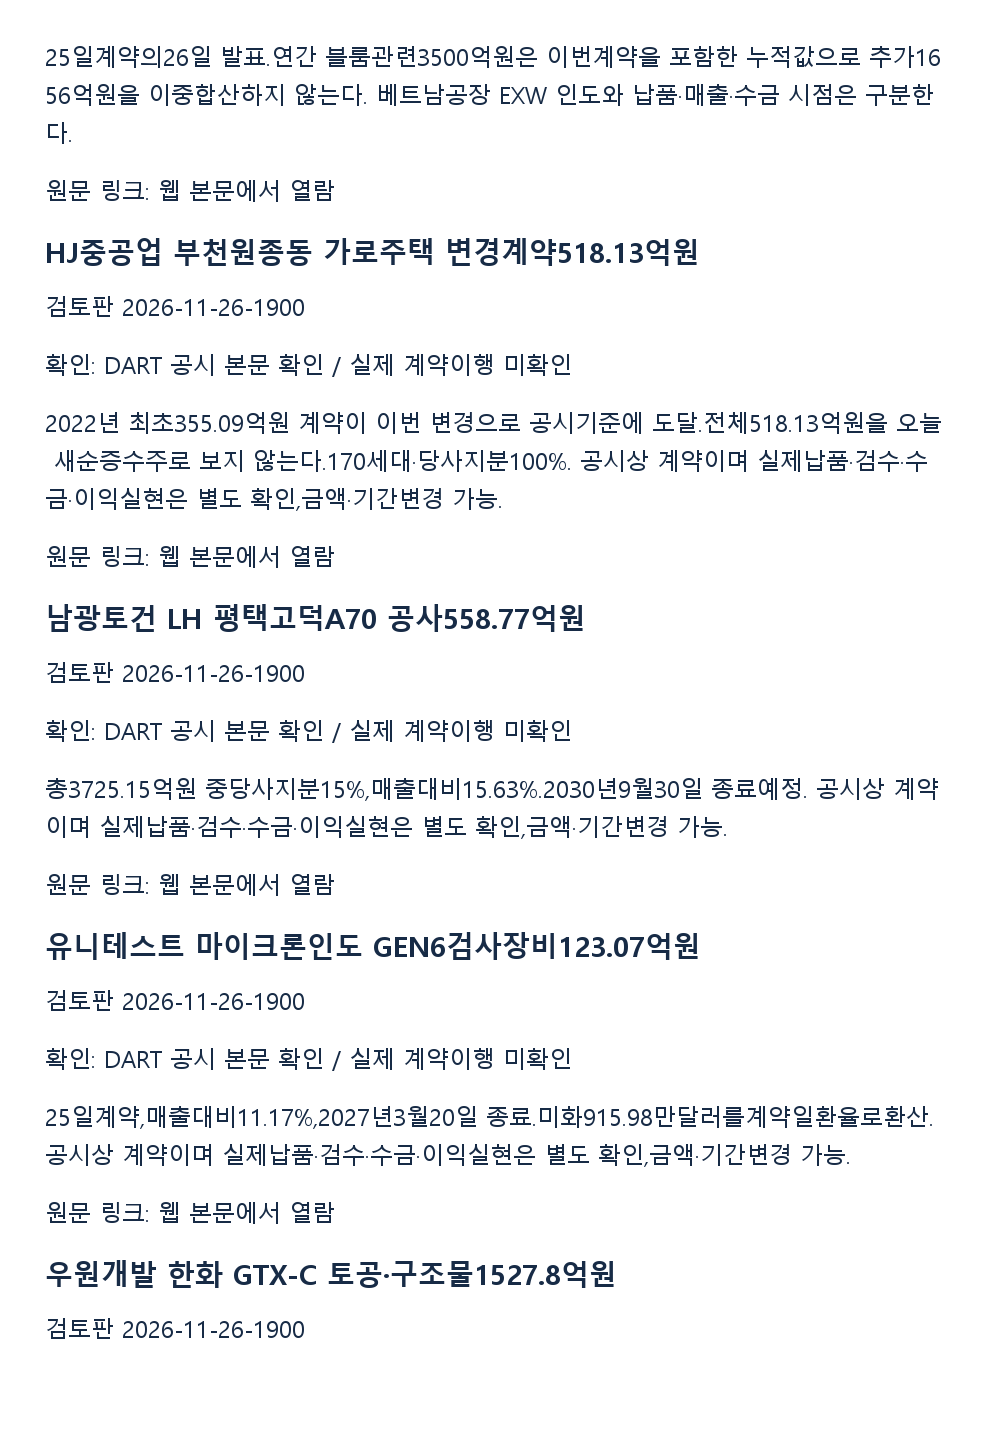 25일계약의26일 발표.연간 블룸관련3500억원은 이번계약을 포함한 누적값으로 추가16
56억원을 이중합산하지 않는다. 베트남공장 EXW 인도와 납품·매출·수금 시점은 구분한
다.
원문 링크: 웹 본문에서 열람
HJ중공업 부천원종동 가로주택 변경계약518.13억원
검토판 2026-11-26-1900
확인: DART 공시 본문 확인 / 실제 계약이행 미확인
2022년 최초355.09억원 계약이 이번 변경으로 공시기준에 도달.전체518.13억원을 오늘
새순증수주로 보지 않는다.170세대·당사지분100%. 공시상 계약이며 실제납품·검수·수
금·이익실현은 별도 확인,금액·기간변경 가능.
원문 링크: 웹 본문에서 열람
남광토건 LH 평택고덕A70 공사558.77억원
검토판 2026-11-26-1900
확인: DART 공시 본문 확인 / 실제 계약이행 미확인
총3725.15억원 중당사지분15%,매출대비15.63%.2030년9월30일 종료예정. 공시상 계약
이며 실제납품·검수·수금·이익실현은 별도 확인,금액·기간변경 가능.
원문 링크: 웹 본문에서 열람
유니테스트 마이크론인도 GEN6검사장비123.07억원
검토판 2026-11-26-1900
확인: DART 공시 본문 확인 / 실제 계약이행 미확인
25일계약,매출대비11.17%,2027년3월20일 종료.미화915.98만달러를계약일환율로환산.
공시상 계약이며 실제납품·검수·수금·이익실현은 별도 확인,금액·기간변경 가능.
원문 링크: 웹 본문에서 열람
우원개발 한화 GTX-C 토공·구조물1527.8억원
검토판 2026-11-26-1900